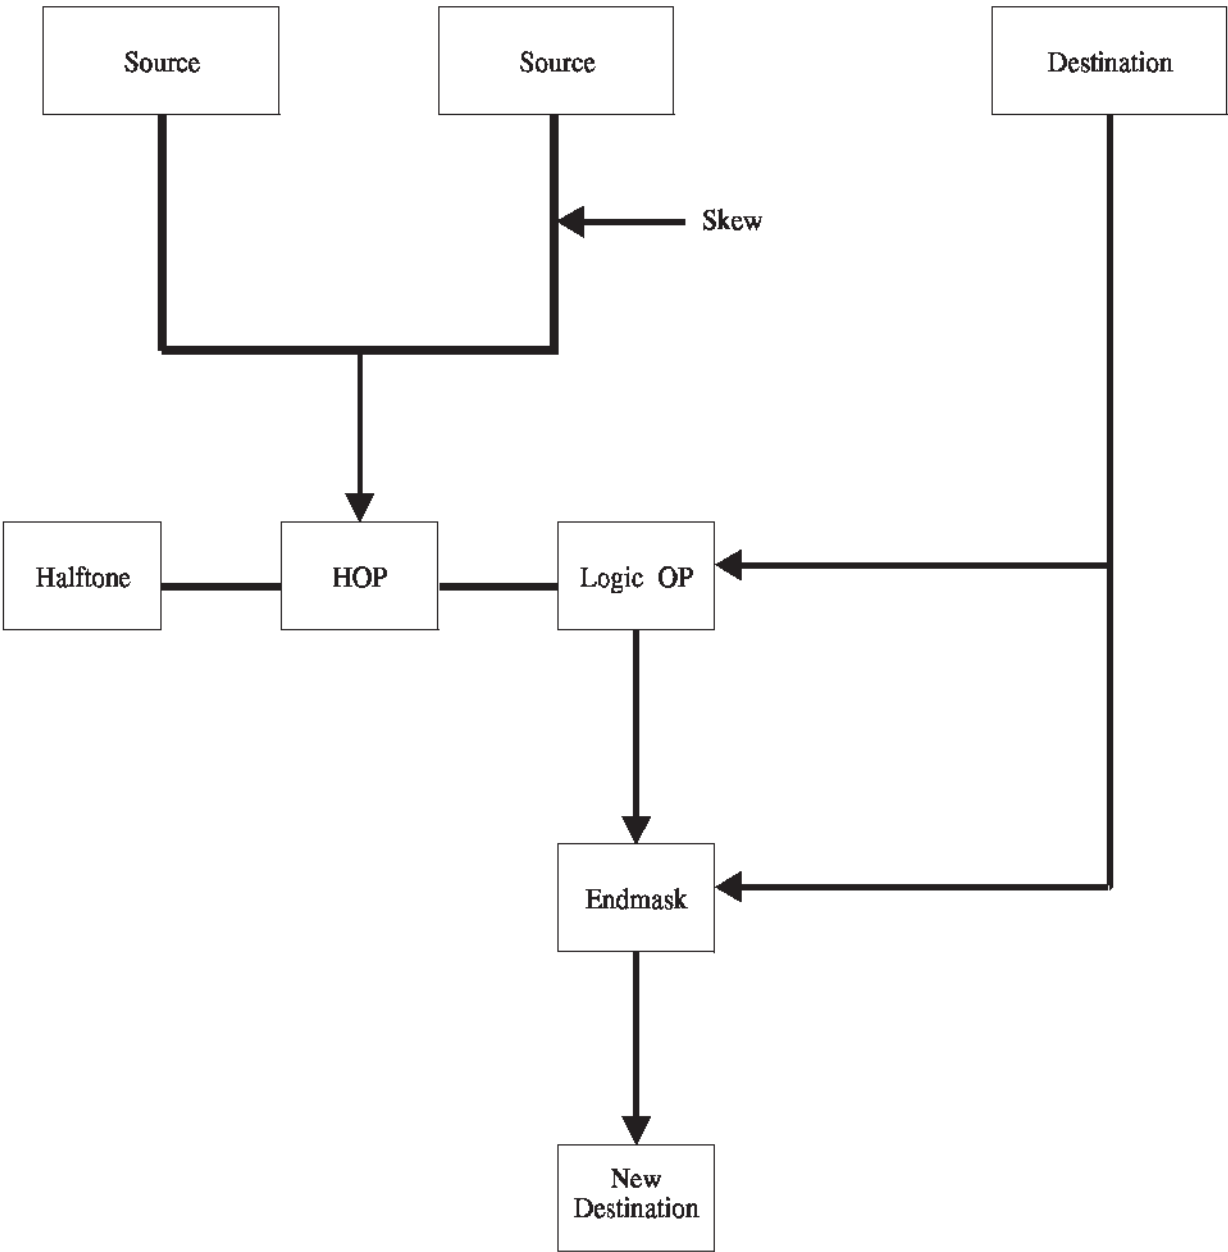 Source
Source
Destination
Skew
Halftone
HOP
Logic OP
Endmask
New
Destination